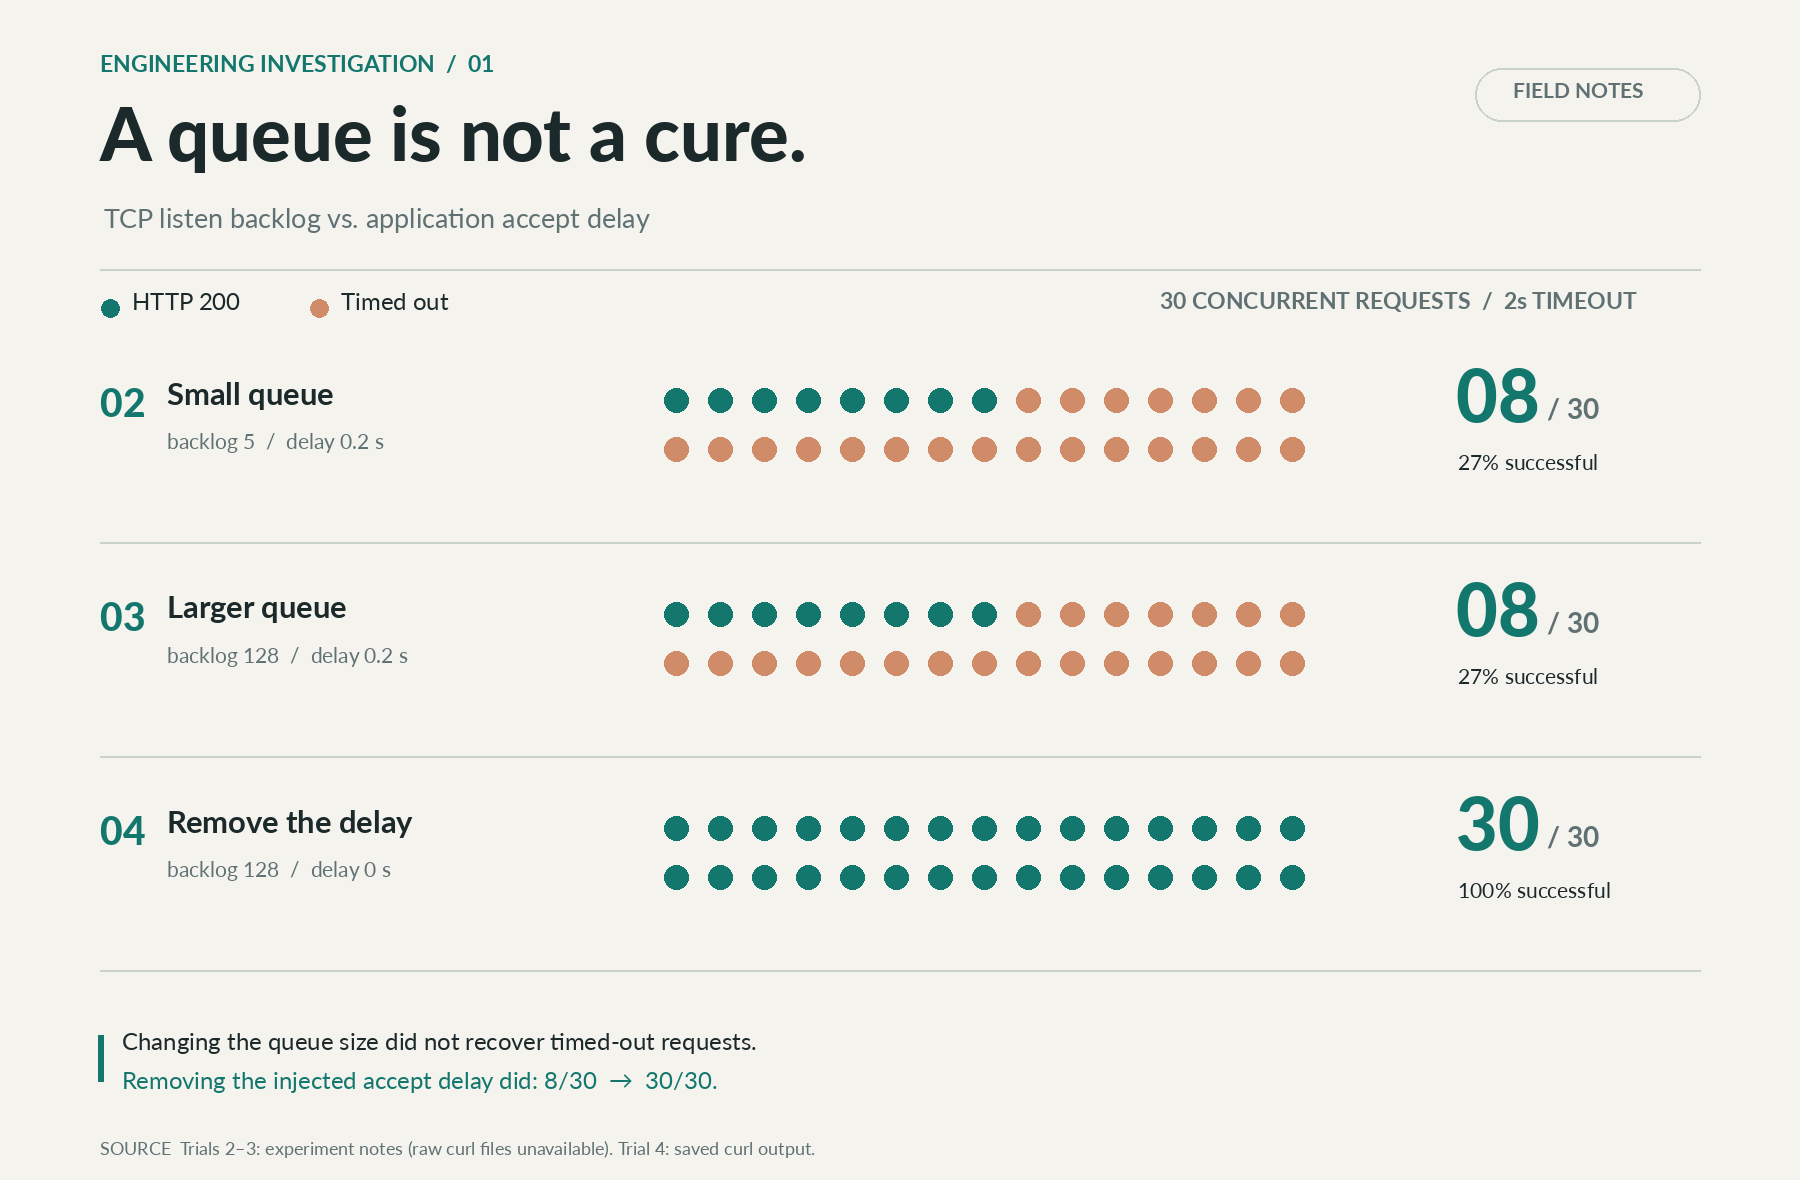 ENGINEERING INVESTIGATION / 01
FIELD NOTES
A queue is not a cure.
TCP listen backlog vs. application accept delay
HTTP 200
Timed out
30 CONCURRENT REQUESTS / 2s TIMEOUT
02 Small queue
backlog 5 / delay 0.2 s
08 / 30
27% successful
03 Larger queue
backlog 128 / delay 0.2 s
08 / 30
27% successful
04 Remove the delay
backlog 128 / delay 0 s
30 / 30
100% successful
Changing the queue size did not recover timed-out requests.
Removing the injected accept delay did: 8/30 → 30/30.
SOURCE Trials 2–3: experiment notes (raw curl files unavailable). Trial 4: saved curl output.